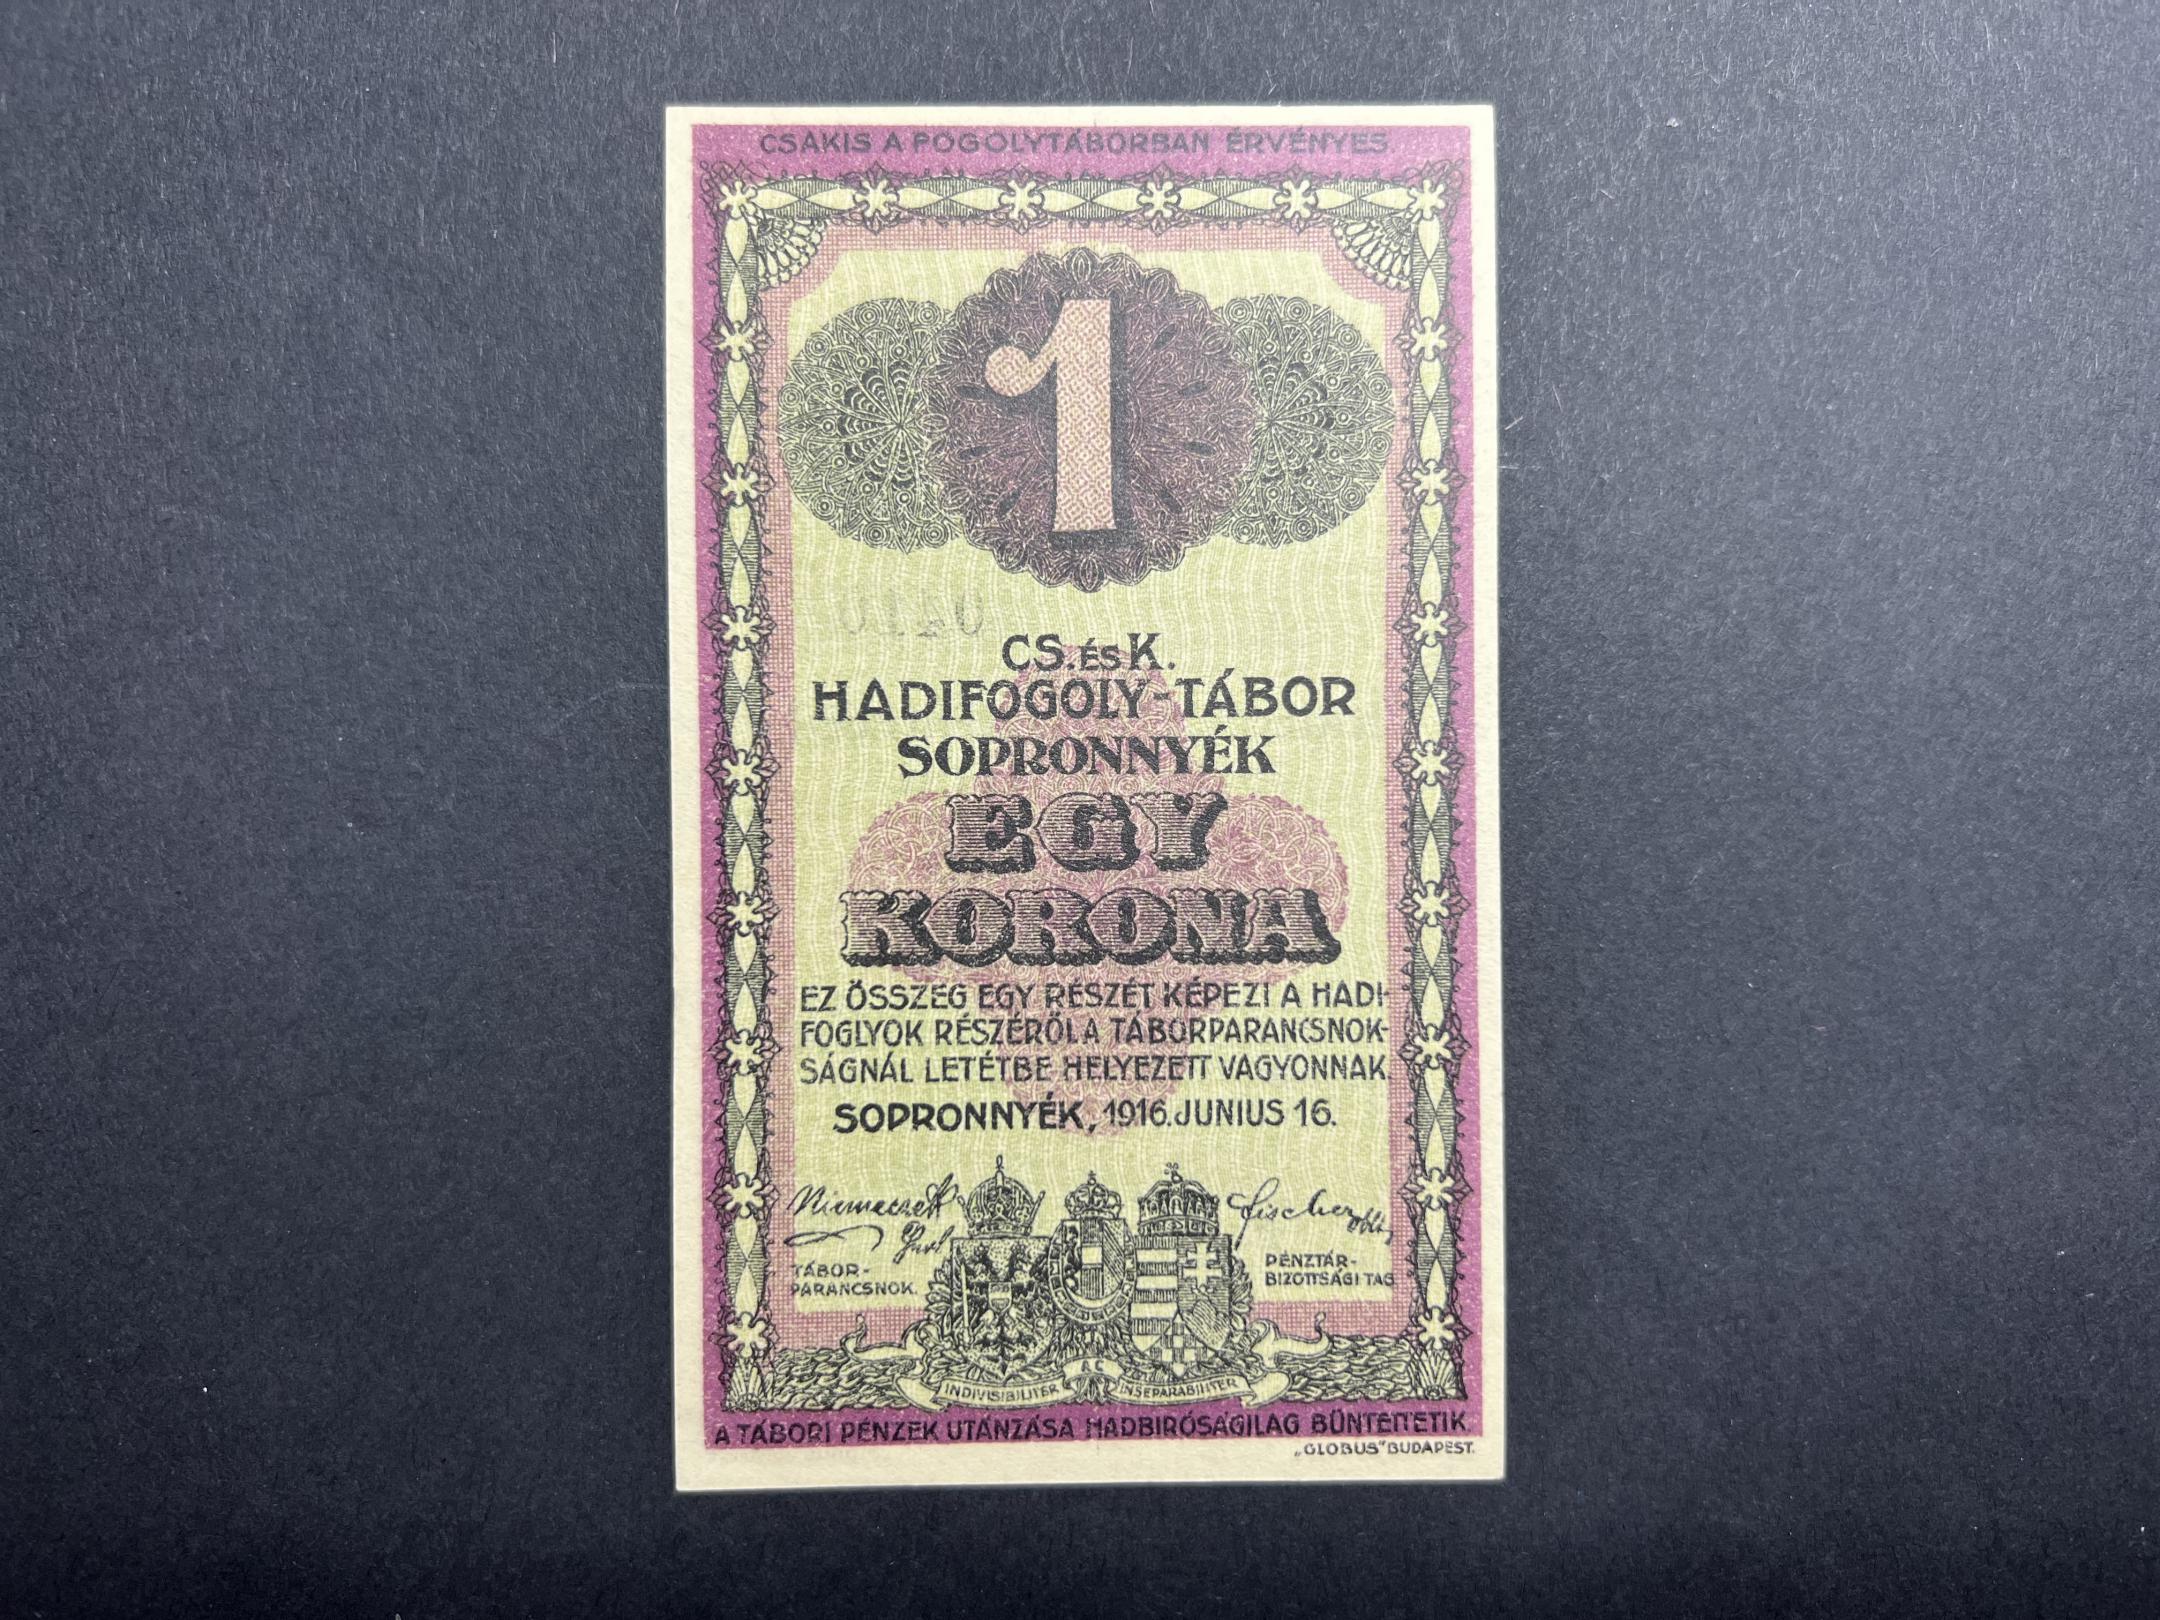 CSAKIS A POGOLYTÁBORBAN ÉRVÉNYES
1
CS. ÉS K.
HADIFOGOLY-TÁBOR
SOPRONNYÉK
EGY
KORONA
EZ ÖSSZEG EGY RÉSZÉT KÉPEZI A HADI-
FOGLYOK RÉSZÉRŐL A TÁBORPARANCSNOK-
SÁGNÁL LETÉTBE HELYEZETT VAGYONNAK.
SOPRONNYÉK, 1916. JUNIUS 16.
Fischer
TÁBOR-
PARANCSNOK.
PÉNZTÁR-
BIZOTTSÁGI TAG
A C
INDIVISIBILITER INSEPARABILITER
A TÁBORI PÉNZEK UTÁNZÁSA HADBIRÓSÁGILAG BÜNTETTETIK.
„GLOBUS" BUDAPEST.